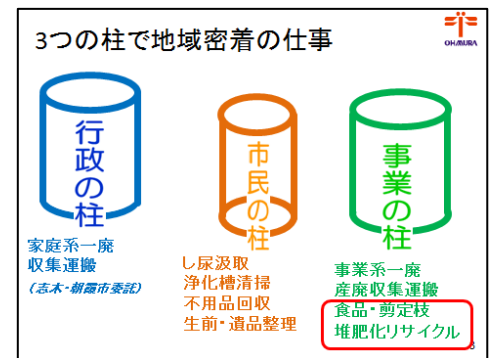 3つの柱で地域密着の仕事
OHMURA
行政の柱
市民の柱
事業の柱
家庭系一廃
収集運搬
(志木・朝霞市委託)
し尿汲取
浄化槽清掃
不用品回収
生前・遺品整理
事業系一廃
産廃収集運搬
食品・剪定枝
堆肥化リサイクル
3